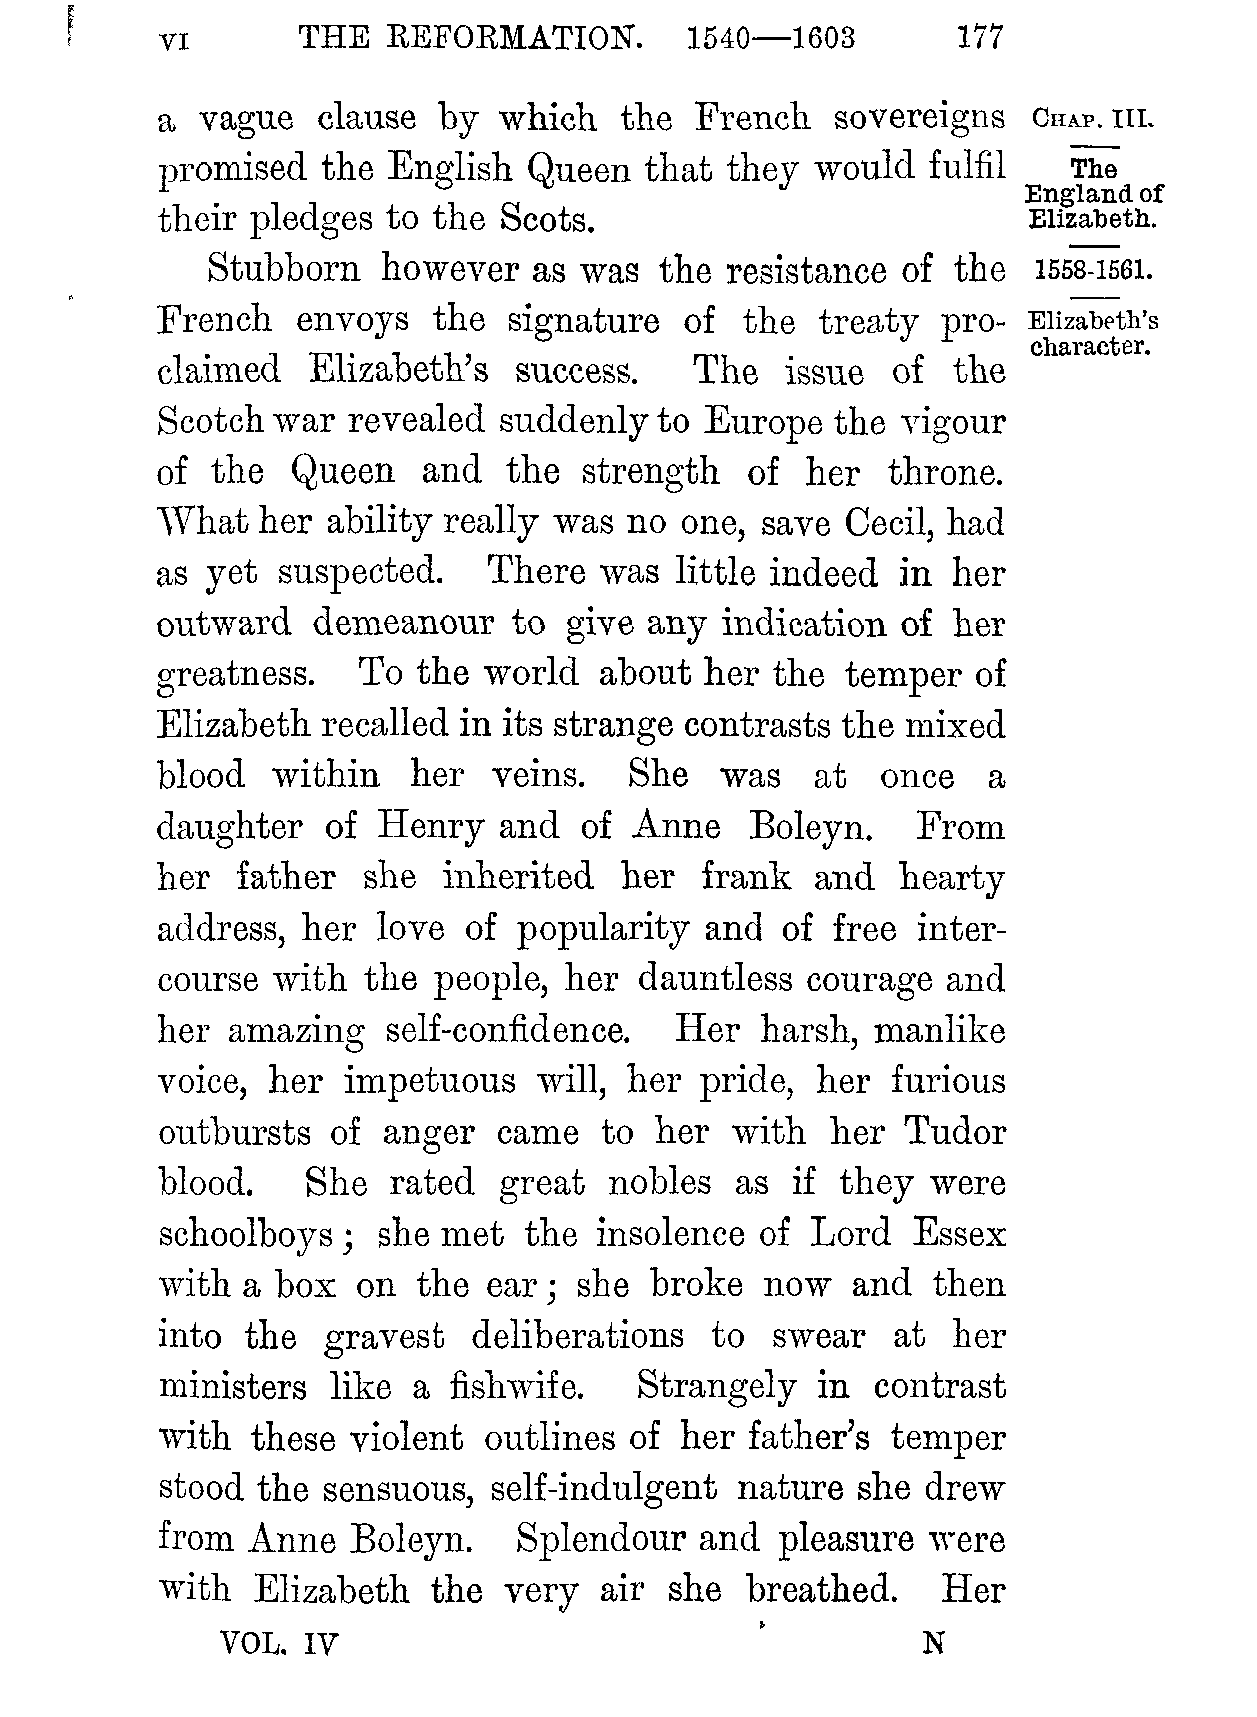 VI THE REFORMATION. 1540—1603 177
a vague clause by which the French sovereigns
promised the English Queen that they would fulfil
their pledges to the Scots.
Stubborn however as was the resistance of the
French envoys the signature of the treaty pro-
claimed Elizabeth's success. The issue of the
Scotch war revealed suddenly to Europe the vigour
of the Queen and the strength of her throne.
What her ability really was no one, save Cecil, had
as yet suspected. There was little indeed in her
outward demeanour to give any indication of her
greatness. To the world about her the temper of
Elizabeth recalled in its strange contrasts the mixed
blood within her veins. She was at once a
daughter of Henry and of Anne Boleyn. From
her father she inherited her frank and hearty
address, her love of popularity and of free inter-
course with the people, her dauntless courage and
her amazing self-confidence. Her harsh, manlike
voice, her impetuous will, her pride, her furious
outbursts of anger came to her with her Tudor
blood. She rated great nobles as if they were
schoolboys; she met the insolence of Lord Essex
with a box on the ear; she broke now and then
into the gravest deliberations to swear at her
ministers like a fishwife. Strangely in contrast
with these violent outlines of her father's temper
stood the sensuous, self-indulgent nature she drew
from Anne Boleyn. Splendour and pleasure were
with Elizabeth the very air she breathed. Her
VOL. IV N
CHAP. III.
The
England of
Elizabeth.
1558-1561.
Elizabeth's
character.